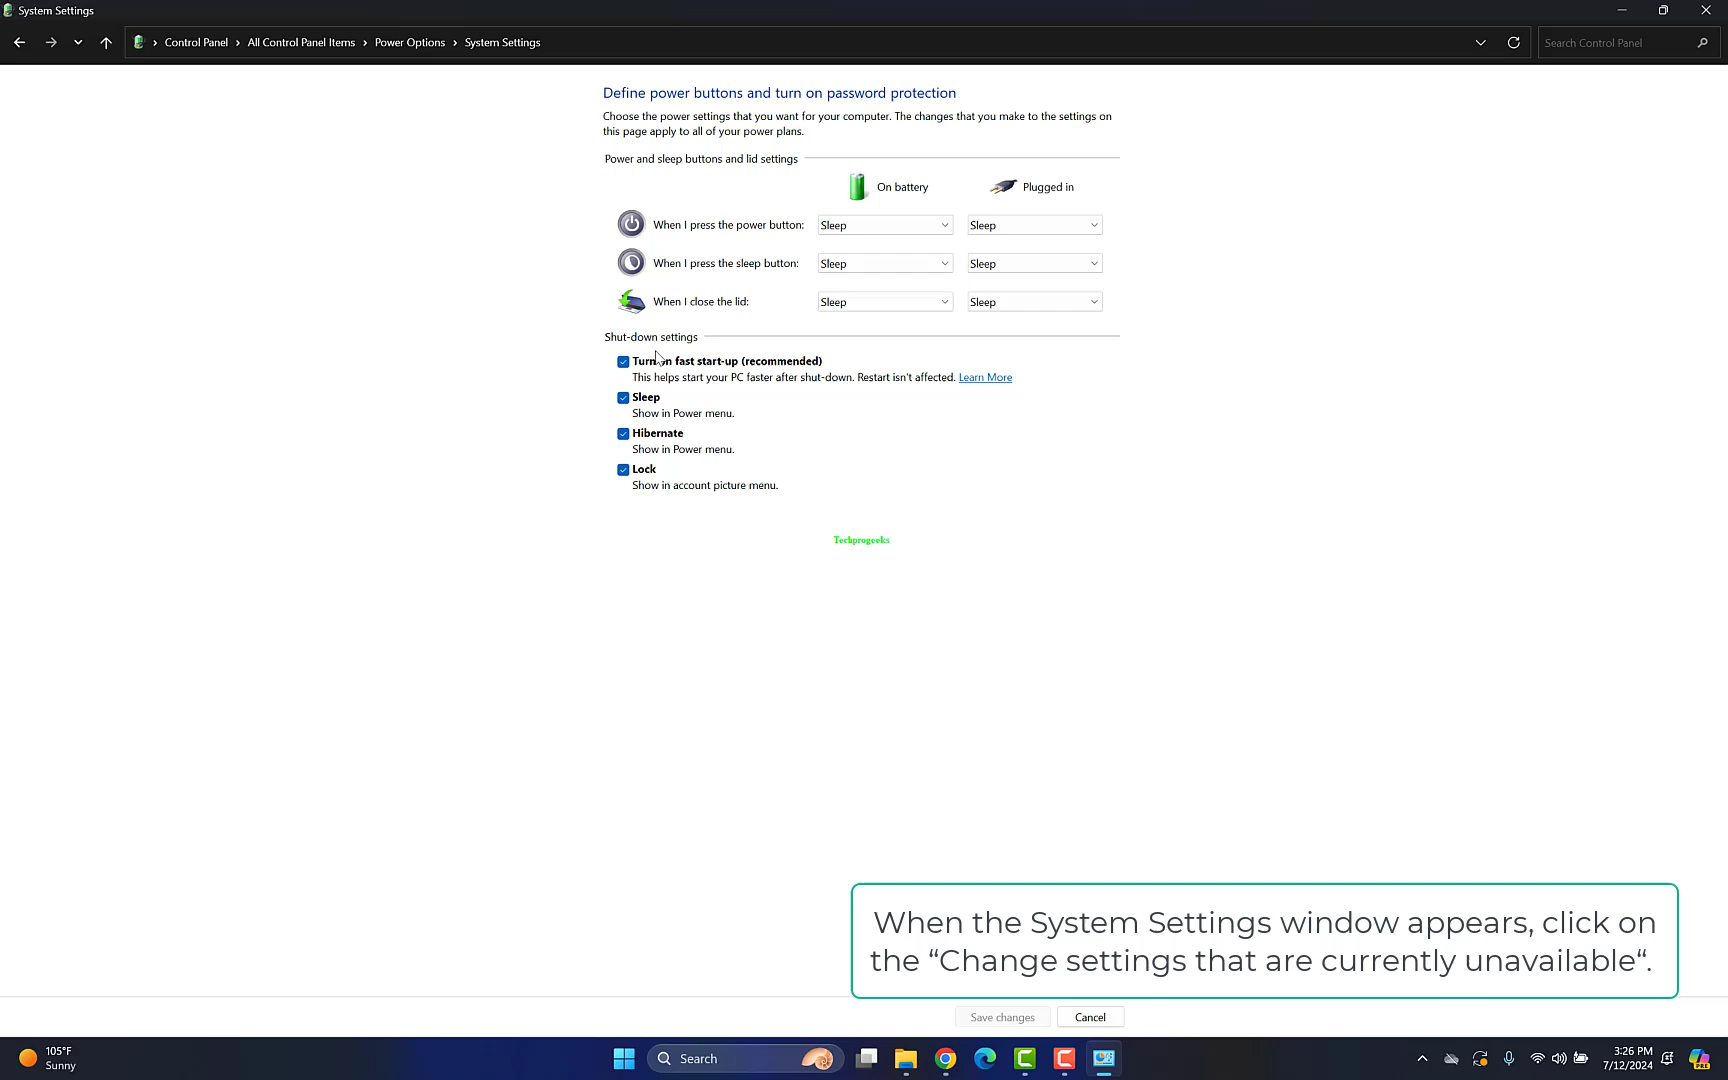 System Settings
Control Panel › All Control Panel Items › Power Options › System Settings
Search Control Panel
Define power buttons and turn on password protection
Choose the power settings that you want for your computer. The changes that you make to the settings on
this page apply to all of your power plans.
Power and sleep buttons and lid settings
On battery Plugged in
When I press the power button: Sleep Sleep
When I press the sleep button: Sleep Sleep
When I close the lid: Sleep Sleep
Shut-down settings
Turn on fast start-up (recommended)
This helps start your PC faster after shut-down. Restart isn't affected. Learn More
Sleep
Show in Power menu.
Hibernate
Show in Power menu.
Lock
Show in account picture menu.
Techprogeeks
When the System Settings window appears, click on
the “Change settings that are currently unavailable“.
Save changes Cancel
105°F
Sunny
Search
3:26 PM
7/12/2024
PRE